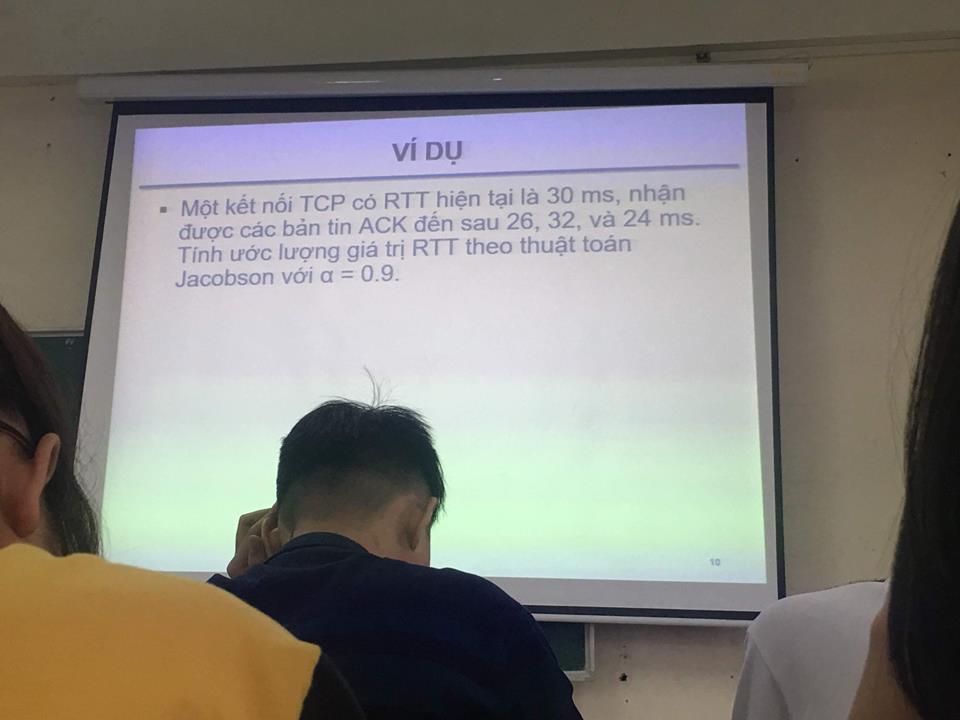 VÍ DỤ
▪ Một kết nối TCP có RTT hiện tại là 30 ms, nhận
được các bản tin ACK đến sau 26, 32, và 24 ms.
Tính ước lượng giá trị RTT theo thuật toán
Jacobson với α = 0.9.
10